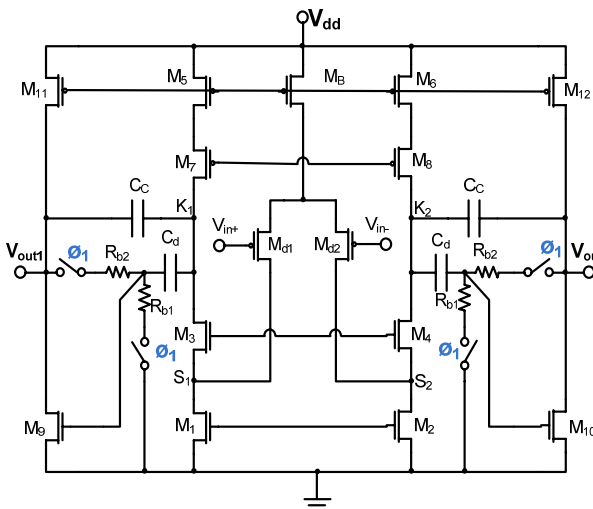 Vdd
M11 M5 MB M6 M12
M7 M8
CC K1 K2 CC
Vin+ Vin-
Vout1 Ø1 Rb2 Cd Md1 Md2 Cd Rb2 Ø1 Vou
Rb1 Rb1
M3 M4
Ø1 Ø1
S1 S2
M9 M1 M2 M10